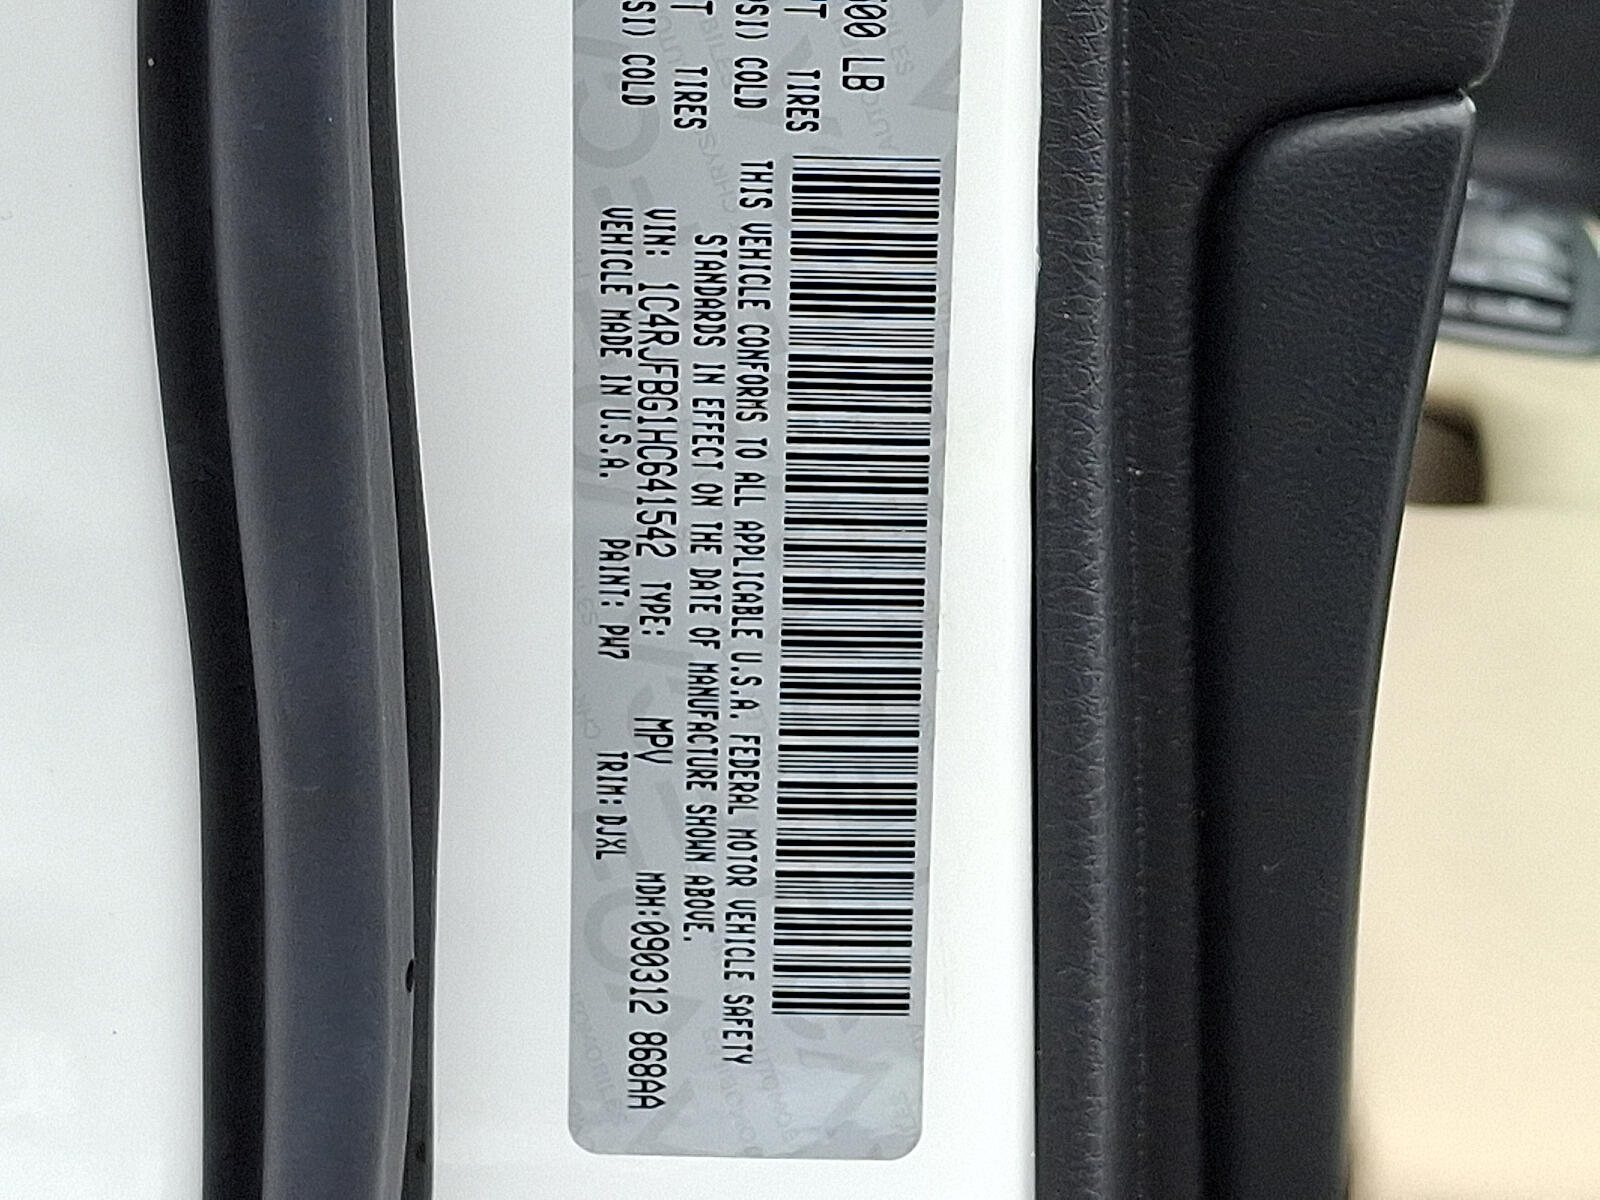 500 LB
TIRES
SI) COLD
TIRES
SI) COLD
THIS VEHICLE CONFORMS TO ALL APPLICABLE U.S.A. FEDERAL MOTOR VEHICLE SAFETY
STANDARDS IN EFFECT ON THE DATE OF MANUFACTURE SHOWN ABOVE.
VIN: 1C4RJFBG1HC641542 TYPE: MPV MDH:090312 868AA
VEHICLE MADE IN U.S.A. PAINT: PW7 TRIM: DJXL